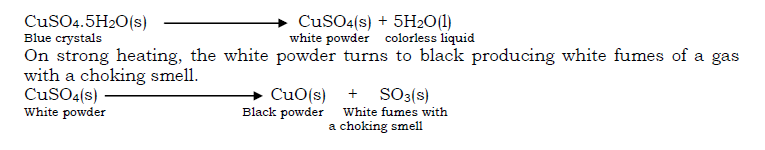 CuSO₄.5H₂O(s) ⟶ CuSO₄(s) + 5H₂O(l)
Blue crystals white powder colorless liquid
On strong heating, the white powder turns to black producing white fumes of a gas
with a choking smell.
CuSO₄(s) ⟶ CuO(s) + SO₃(s)
White powder Black powder White fumes with
a choking smell